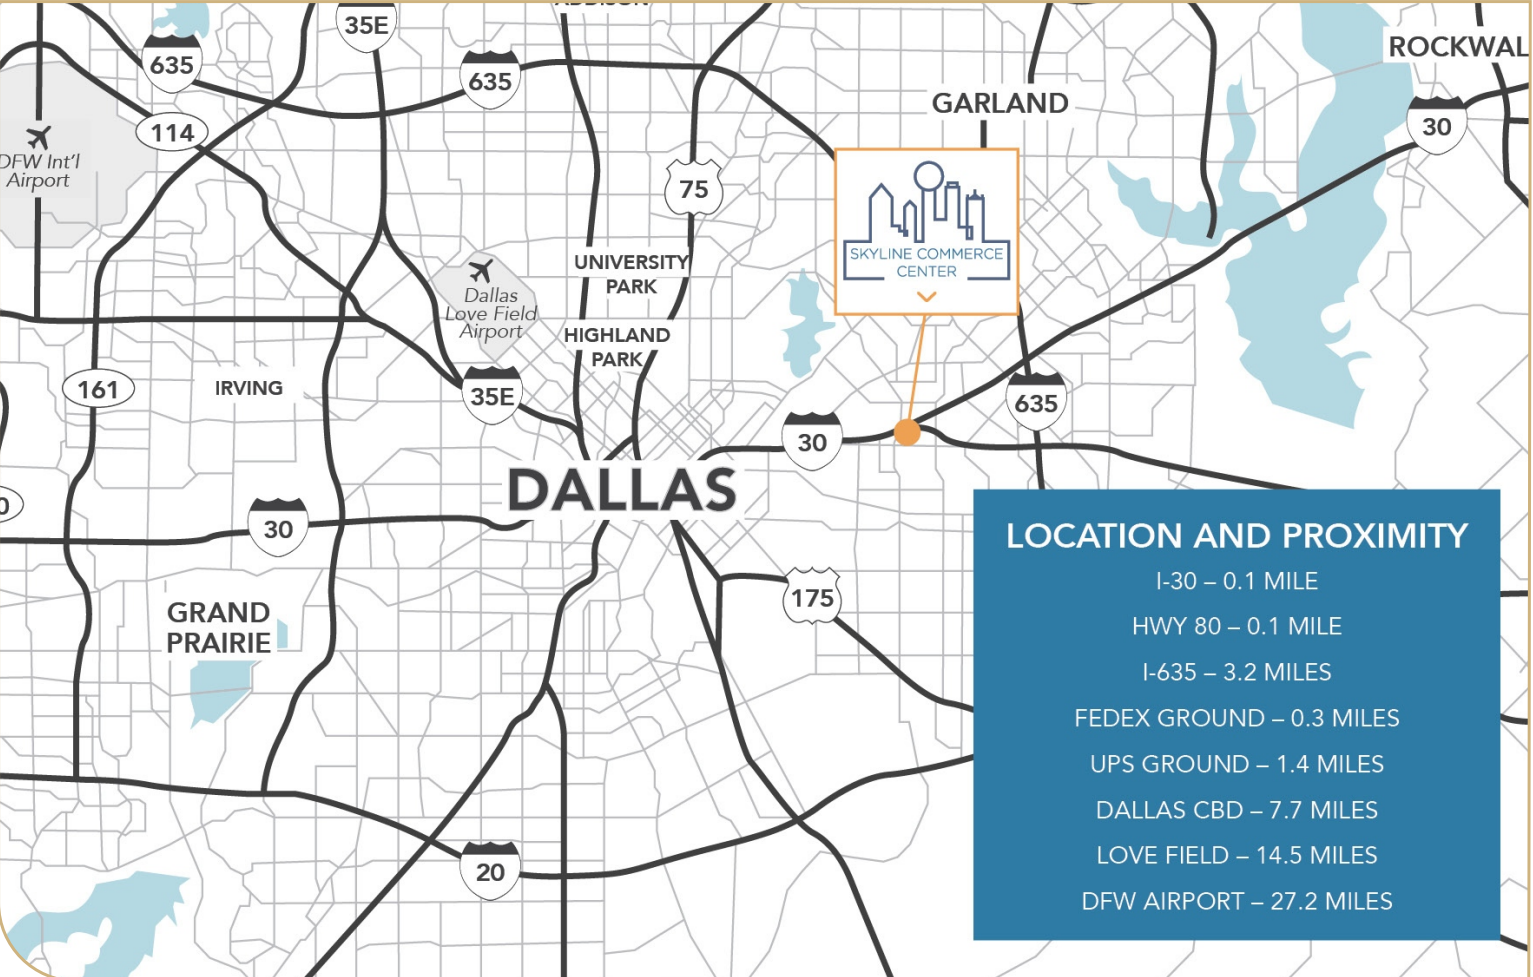 ADDISON
35E
ROCKWAL
635
635
GARLAND
114
30
DFW Int'l
Airport
75
SKYLINE COMMERCE
CENTER
UNIVERSITY
PARK
Dallas
Love Field
Airport
HIGHLAND
PARK
161
IRVING
35E
635
30
DALLAS
0
30
LOCATION AND PROXIMITY
I-30 – 0.1 MILE
HWY 80 – 0.1 MILE
I-635 – 3.2 MILES
FEDEX GROUND – 0.3 MILES
UPS GROUND – 1.4 MILES
DALLAS CBD – 7.7 MILES
LOVE FIELD – 14.5 MILES
DFW AIRPORT – 27.2 MILES
175
GRAND
PRAIRIE
20